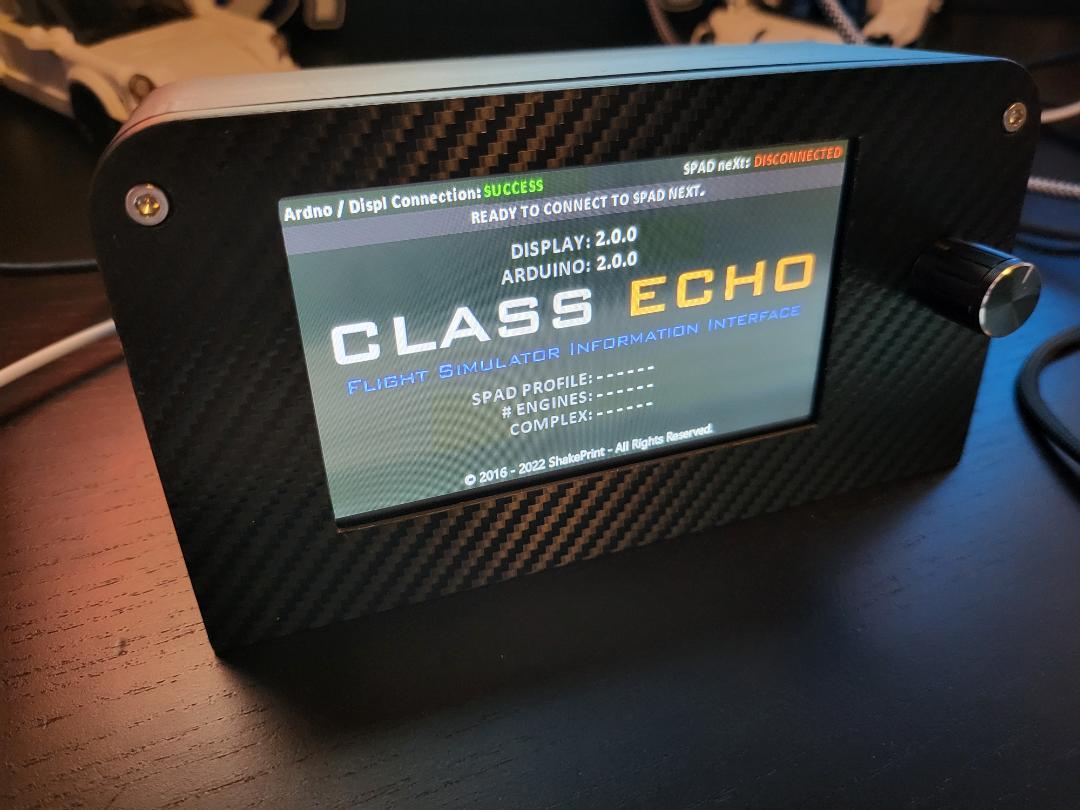 Ardno / Displ Connection: SUCCESS
SPAD neXt: DISCONNECTED
READY TO CONNECT TO SPAD NEXT.
DISPLAY: 2.0.0
ARDUINO: 2.0.0
CLASS ECHO
FLIGHT SIMULATOR INFORMATION INTERFACE
SPAD PROFILE: ------
# ENGINES: ------
COMPLEX: ------
© 2016 - 2022 ShakePrint - All Rights Reserved.